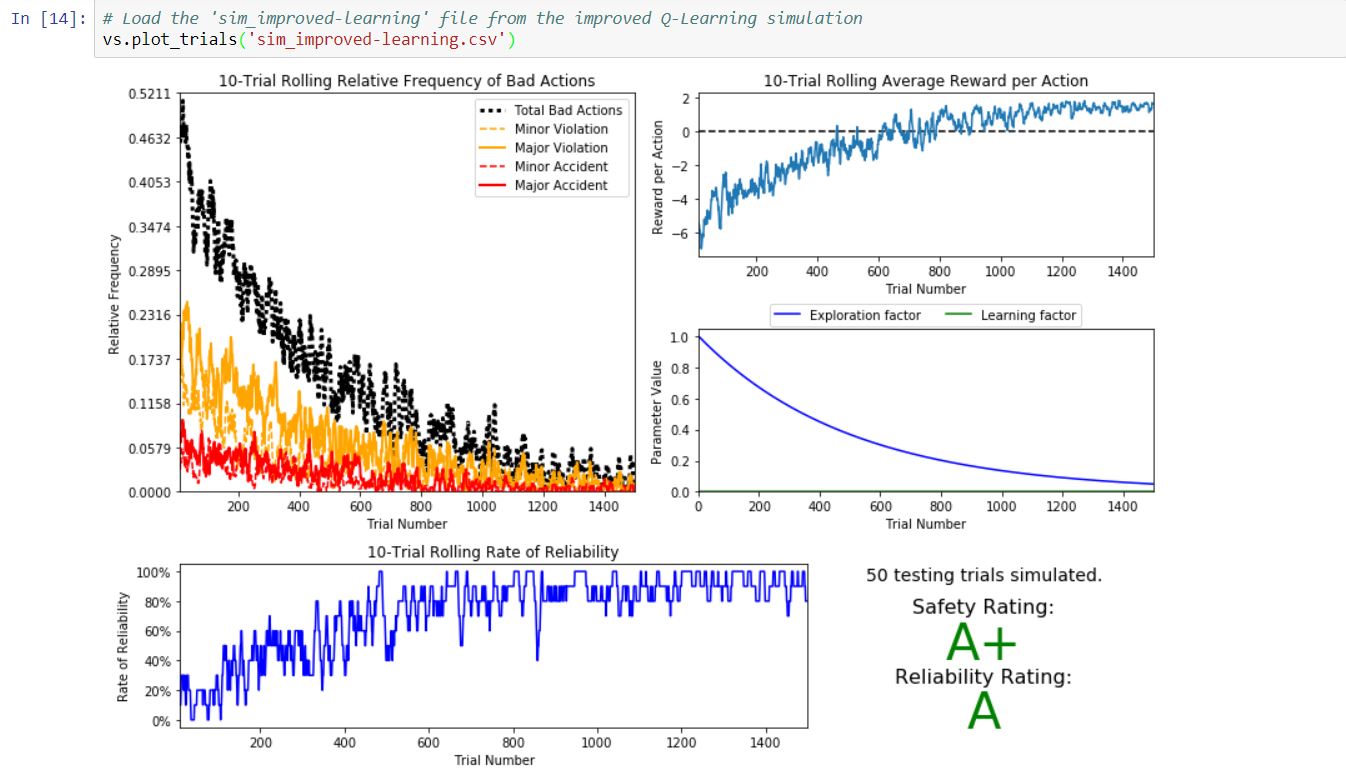 In [14]:
# Load the 'sim_improved-learning' file from the improved Q-Learning simulation
vs.plot_trials('sim_improved-learning.csv')
10-Trial Rolling Relative Frequency of Bad Actions
0.5211
0.4632
0.4053
0.3474
0.2895
0.2316
0.1737
0.1158
0.0579
0.0000
Relative Frequency
Total Bad Actions
Minor Violation
Major Violation
Minor Accident
Major Accident
200 400 600 800 1000 1200 1400
Trial Number
10-Trial Rolling Average Reward per Action
2
0
−2
−4
−6
Reward per Action
200 400 600 800 1000 1200 1400
Trial Number
Exploration factor Learning factor
1.0
0.8
0.6
0.4
0.2
0.0
Parameter Value
0 200 400 600 800 1000 1200 1400
Trial Number
10-Trial Rolling Rate of Reliability
100%
80%
60%
40%
20%
0%
Rate of Reliability
200 400 600 800 1000 1200 1400
Trial Number
50 testing trials simulated.
Safety Rating:
A+
Reliability Rating:
A